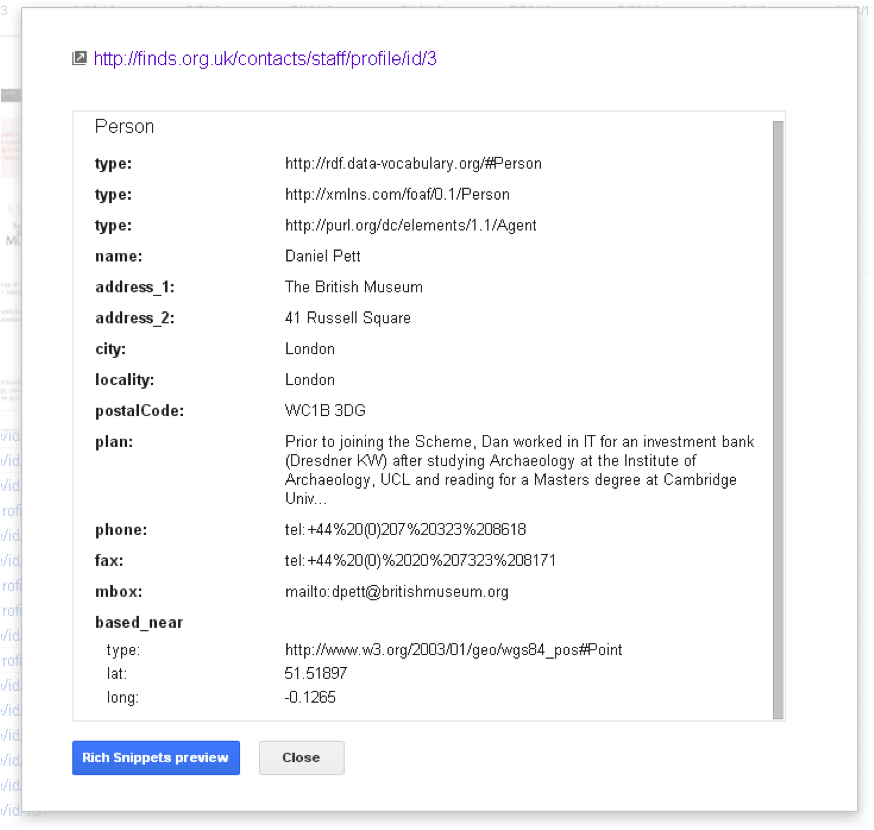 http://finds.org.uk/contacts/staff/profile/id/3
Person
type: http://rdf.data-vocabulary.org/#Person
type: http://xmlns.com/foaf/0.1/Person
type: http://purl.org/dc/elements/1.1/Agent
name: Daniel Pett
address_1: The British Museum
address_2: 41 Russell Square
city: London
locality: London
postalCode: WC1B 3DG
plan: Prior to joining the Scheme, Dan worked in IT for an investment bank
(Dresdner KW) after studying Archaeology at the Institute of
Archaeology, UCL and reading for a Masters degree at Cambridge
Univ...
phone: tel:+44%20(0)207%20323%208618
fax: tel:+44%20(0)%2020%207323%208171
mbox: mailto:dpett@britishmuseum.org
based_near
type: http://www.w3.org/2003/01/geo/wgs84_pos#Point
lat: 51.51897
long: -0.1265
Rich Snippets preview Close